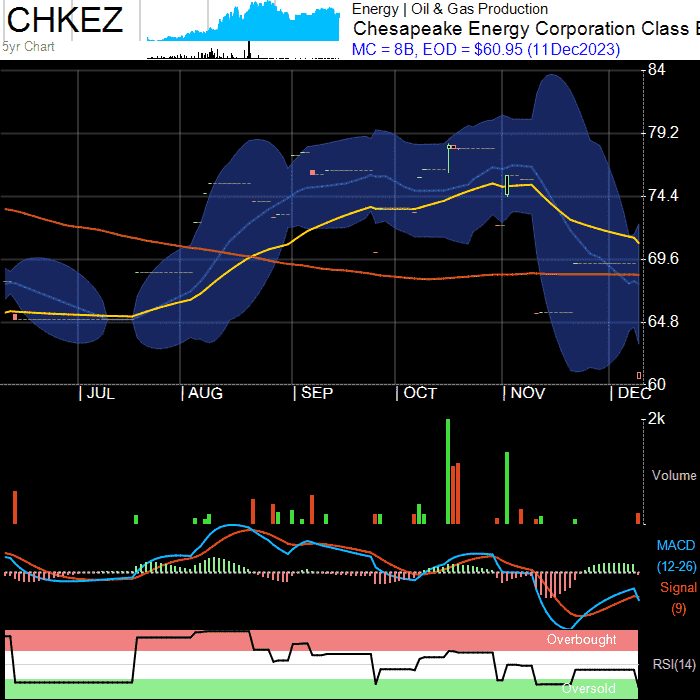 CHKEZ
Energy | Oil & Gas Production
Chesapeake Energy Corporation Class
5yr Chart
MC = 8B, EOD = $60.95 (11Dec2023)
84
79.2
74.4
69.6
64.8
60
| JUL | AUG | SEP | OCT | NOV | DEC
2k
Volume
MACD
(12-26)
Signal
(9)
Overbought
RSI(14)
Oversold